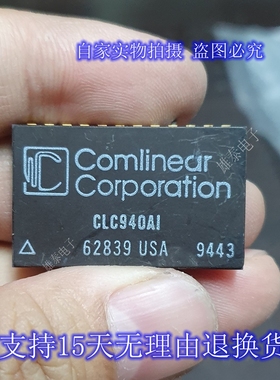 自家实物拍摄 盗图必究
Comlinear
Corporation
CLC940AI
62839 USA 9443
支持15天无理由退换货